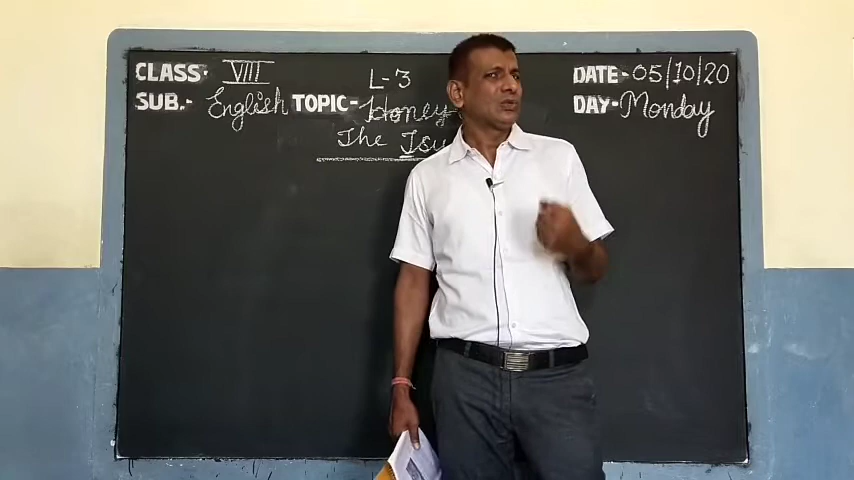 CLASS:- VIII
L-3
DATE:-05/10/20
SUB.- English TOPIC- Honey
DAY:- Monday
The